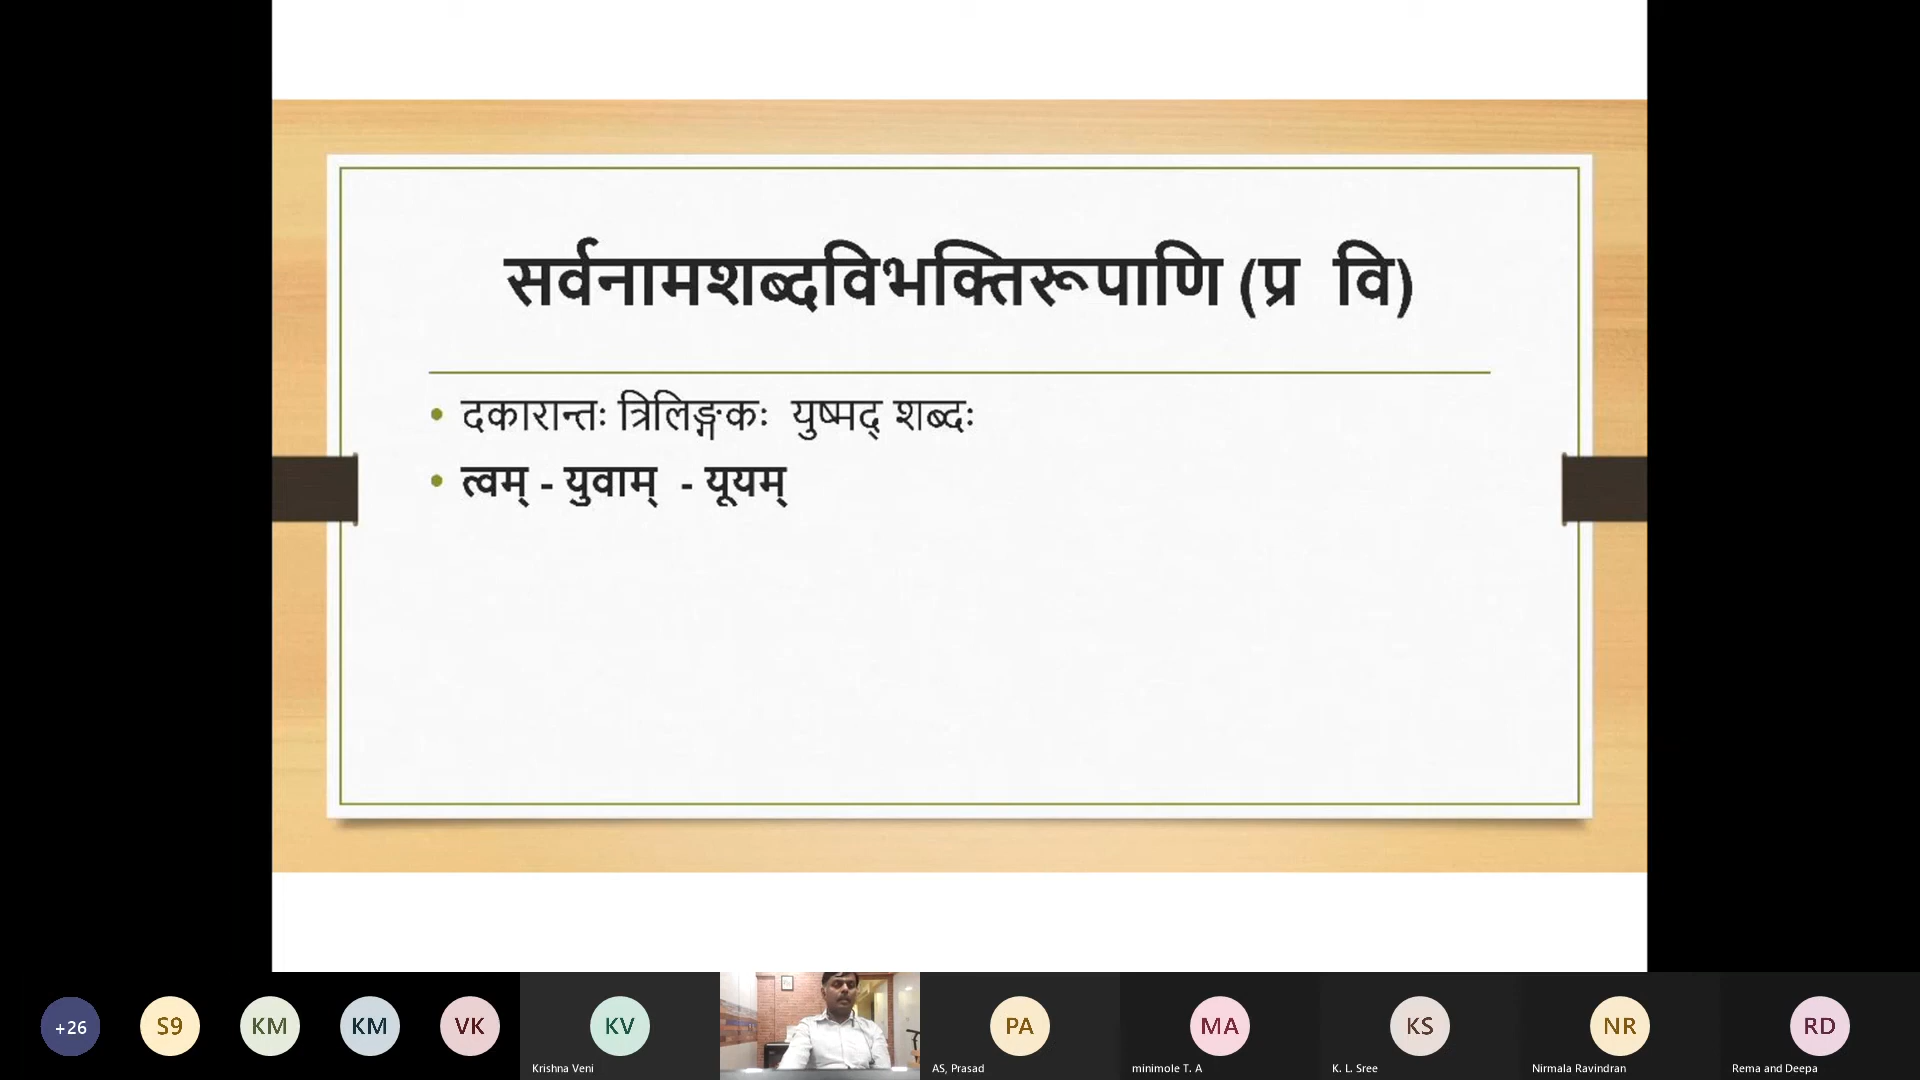 सर्वनामशब्दविभक्तिरूपाणि (प्र वि)
• दकारान्तः त्रिलिङ्गकः युष्मद् शब्दः
• त्वम् - युवाम् - यूयम्
+26
S9
KM
KM
VK
KV
PA
MA
KS
NR
RD
Krishna Veni
AS, Prasad
minimole T. A
K. L. Sree
Nirmala Ravindran
Rema and Deepa